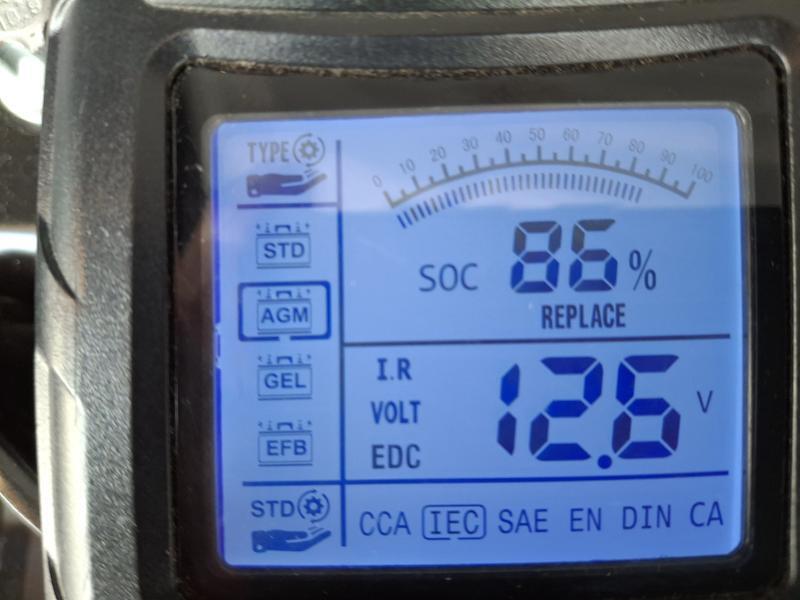 TYPE
0 10 20 30 40 50 60 70 80 90 100
STD
AGM
GEL
EFB
SOC 86%
REPLACE
I.R
VOLT
EDC
12.6 V
STD
CCA IEC SAE EN DIN CA